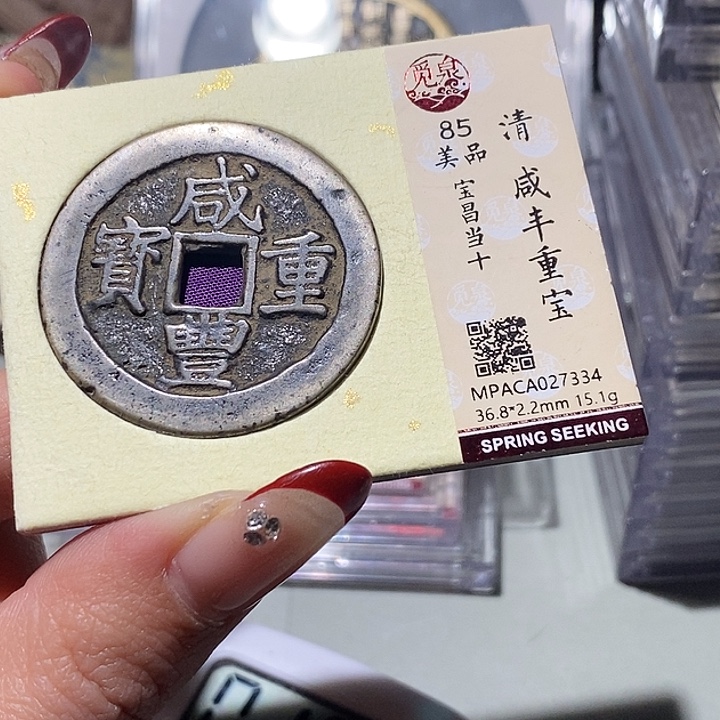 咸
豐
重
寶
覓泉
清 咸丰重宝
85
美品
宝昌当十
MPACA027334
36.8*2.2mm 15.1g
SPRING SEEKING